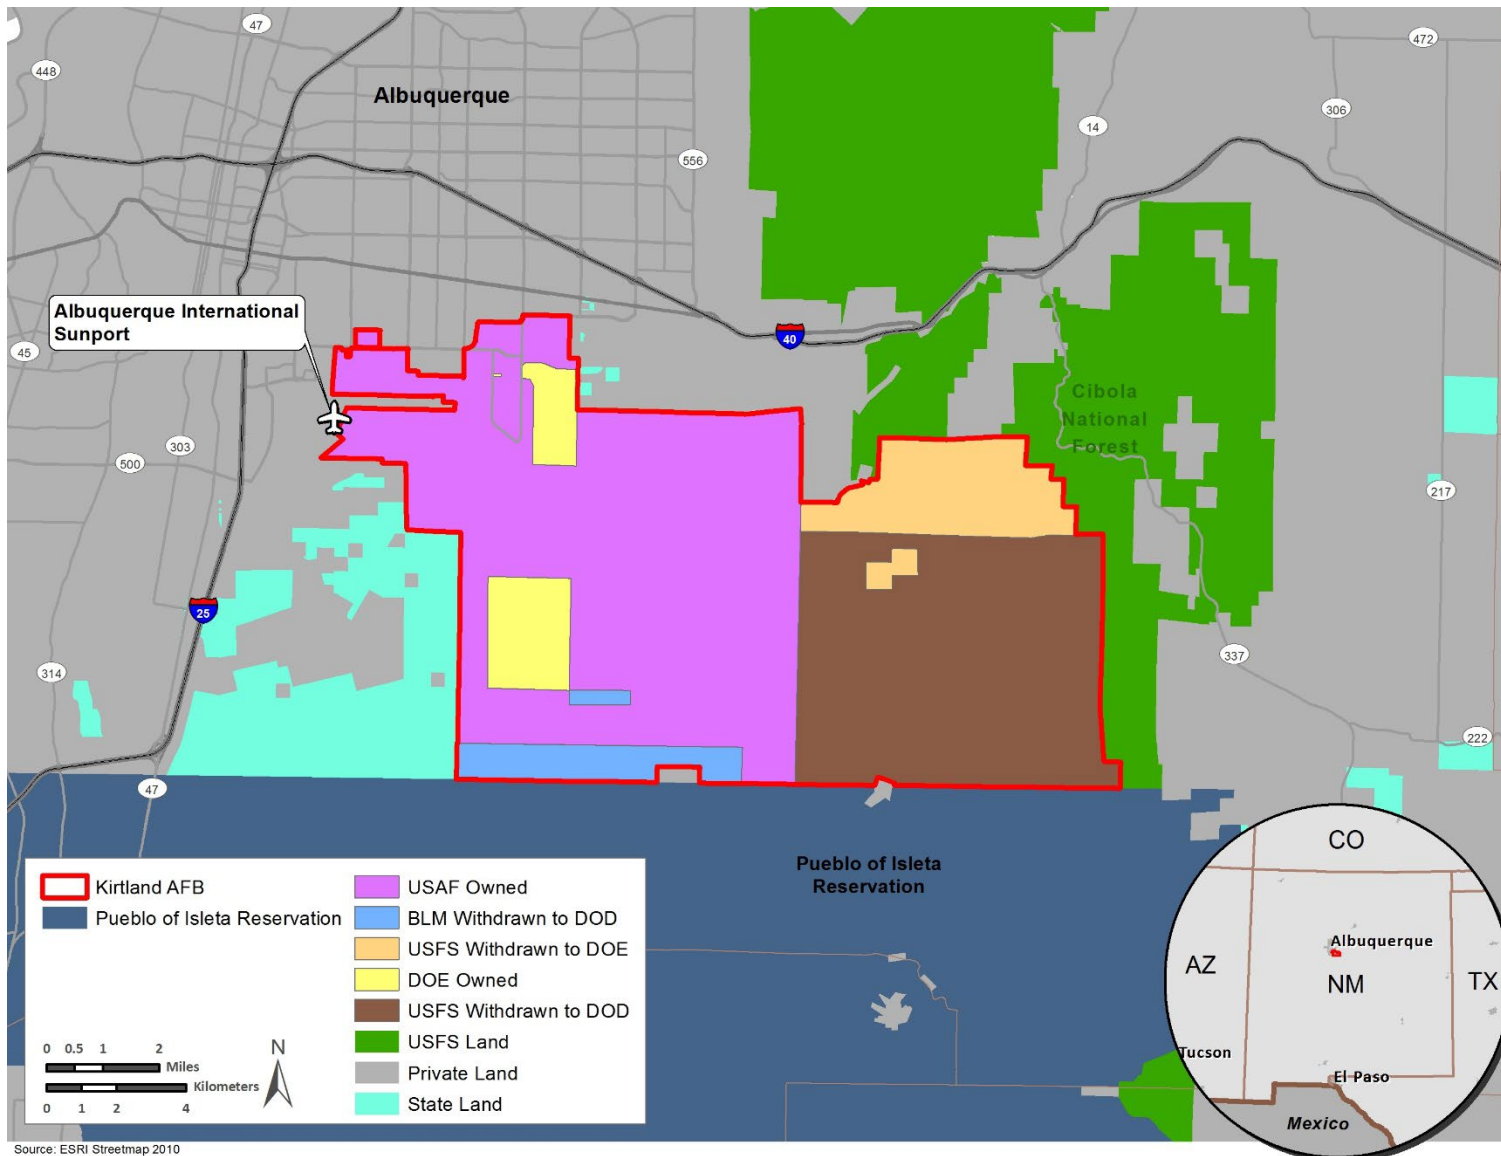 47
472
448
Albuquerque
306
14
556
Albuquerque International
Sunport
40
45
Cibola
National
Forest
303
500
217
25
337
314
222
47
Pueblo of Isleta
Reservation
Kirtland AFB
Pueblo of Isleta Reservation
USAF Owned
BLM Withdrawn to DOD
USFS Withdrawn to DOE
DOE Owned
USFS Withdrawn to DOD
USFS Land
Private Land
State Land
0 0.5 1 2
Miles
Kilometers
0 1 2 4
N
CO
Albuquerque
AZ
NM
TX
Tucson
El Paso
Mexico
Source: ESRI Streetmap 2010